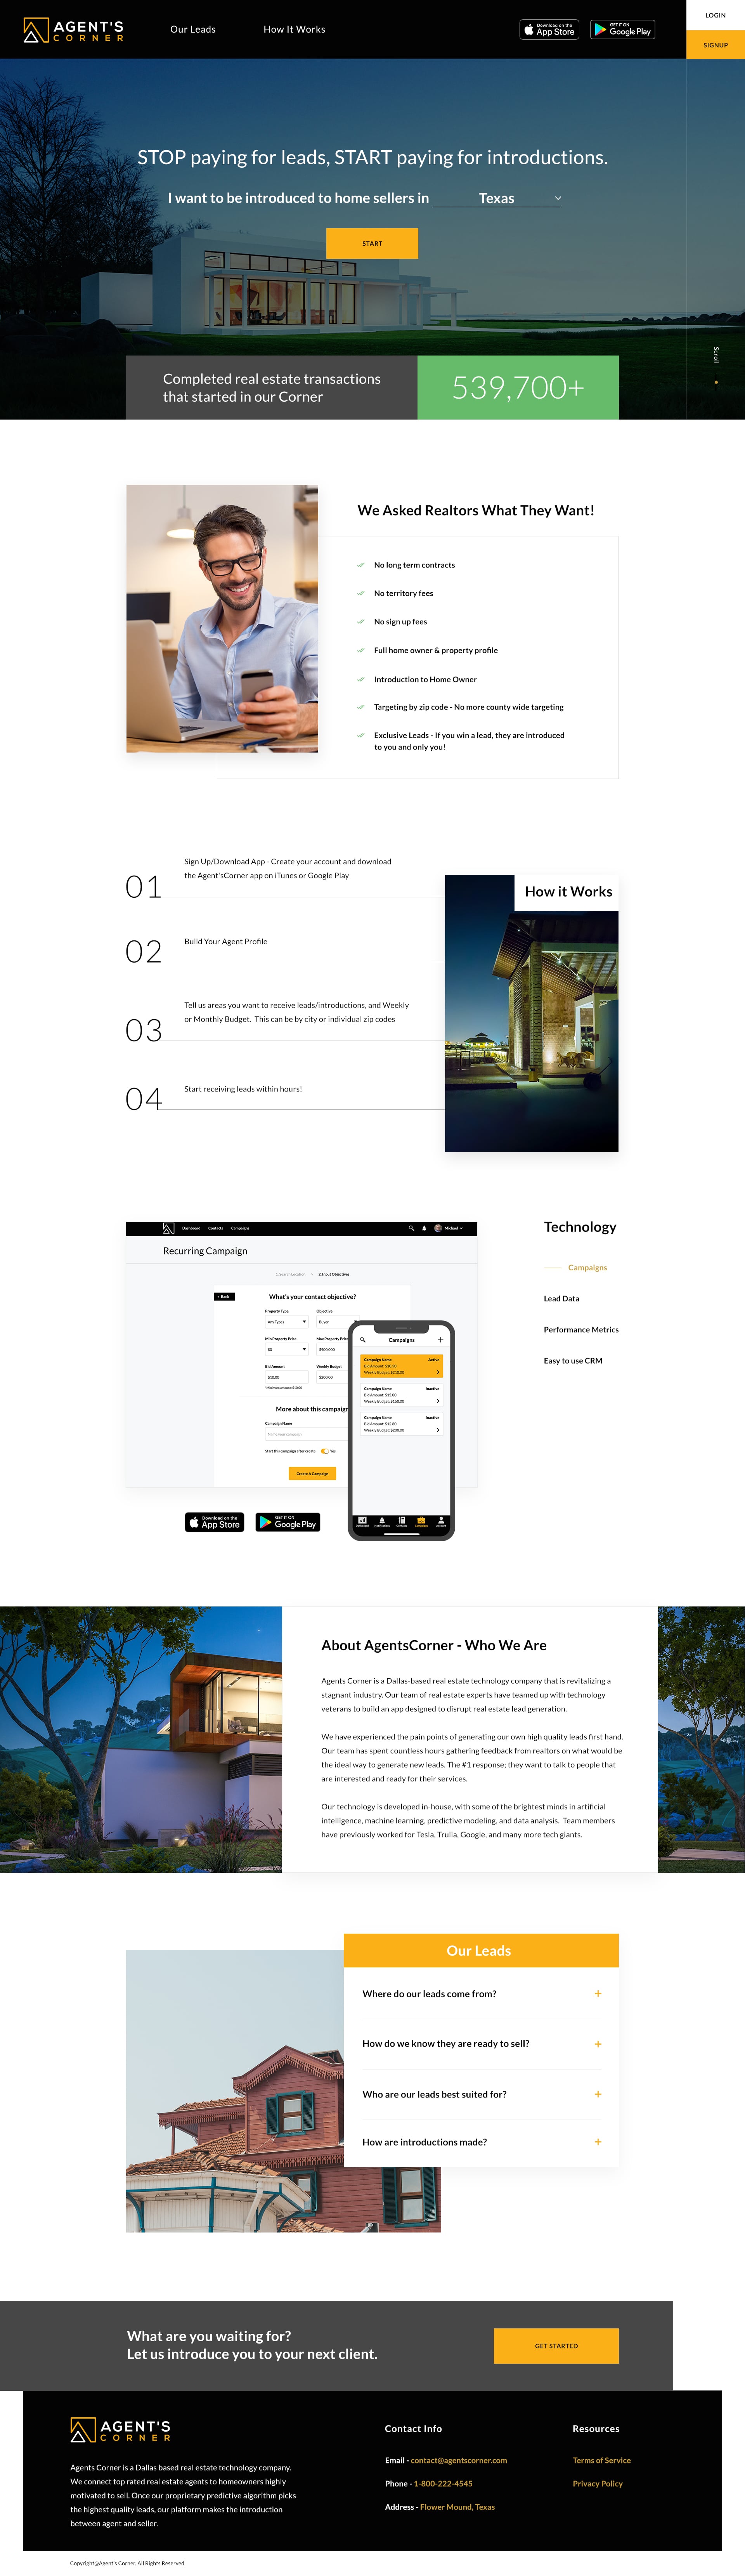 AGENT'S
CORNER
Our Leads
How It Works
Download on the
App Store
GET IT ON
Google Play
LOGIN
SIGNUP
STOP paying for leads, START paying for introductions.
I want to be introduced to home sellers in Texas
START
Scroll
Completed real estate transactions
that started in our Corner
539,700+
We Asked Realtors What They Want!
No long term contracts
No territory fees
No sign up fees
Full home owner & property profile
Introduction to Home Owner
Targeting by zip code - No more county wide targeting
Exclusive Leads - If you win a lead, they are introduced
to you and only you!
How it Works
01
Sign Up/Download App - Create your account and download
the Agent'sCorner app on iTunes or Google Play
02
Build Your Agent Profile
03
Tell us areas you want to receive leads/introductions, and Weekly
or Monthly Budget. This can be by city or individual zip codes
04
Start receiving leads within hours!
Dashboard Contacts Campaigns
Michael
Recurring Campaign
1. Search Location > 2. Input Objectives
< Back
What's your contact objective?
Property Type
Objective
Any Types
Buyer
Min Property Price
Max Property Price
$0
$900,000
Bid Amount
Weekly Budget
$10.00
$200.00
*Minimum amount: $10.60
More about this campaign
Campaign Name
Name your campaign
Start this campaign after create
Yes
Create A Campaign
Campaigns
Campaign Name
Active
Bid Amount: $10.00
Weekly Budget: $210.00
Campaign Name
Inactive
Bid Amount: $15.00
Weekly Budget: $150.00
Campaign Name
Inactive
Bid Amount: $12.60
Weekly Budget: $200.00
Dashboard
Notifications
Contacts
Campaigns
Account
Download on the
App Store
GET IT ON
Google Play
Technology
Campaigns
Lead Data
Performance Metrics
Easy to use CRM
About AgentsCorner - Who We Are
Agents Corner is a Dallas-based real estate technology company that is revitalizing a
stagnant industry. Our team of real estate experts have teamed up with technology
veterans to build an app designed to disrupt real estate lead generation.
We have experienced the pain points of generating our own high quality leads first hand.
Our team has spent countless hours gathering feedback from realtors on what would be
the ideal way to generate new leads. The #1 response; they want to talk to people that
are interested and ready for their services.
Our technology is developed in-house, with some of the brightest minds in artificial
intelligence, machine learning, predictive modeling, and data analysis. Team members
have previously worked for Tesla, Trulia, Google, and many more tech giants.
Our Leads
Where do our leads come from?
How do we know they are ready to sell?
Who are our leads best suited for?
How are introductions made?
What are you waiting for?
Let us introduce you to your next client.
GET STARTED
AGENT'S
CORNER
Agents Corner is a Dallas based real estate technology company.
We connect top rated real estate agents to homeowners highly
motivated to sell. Once our proprietary predictive algorithm picks
the highest quality leads, our platform makes the introduction
between agent and seller.
Contact Info
Email - contact@agentscorner.com
Phone - 1-800-222-4545
Address - Flower Mound, Texas
Resources
Terms of Service
Privacy Policy
Copyright@Agent's Corner. All Rights Reserved